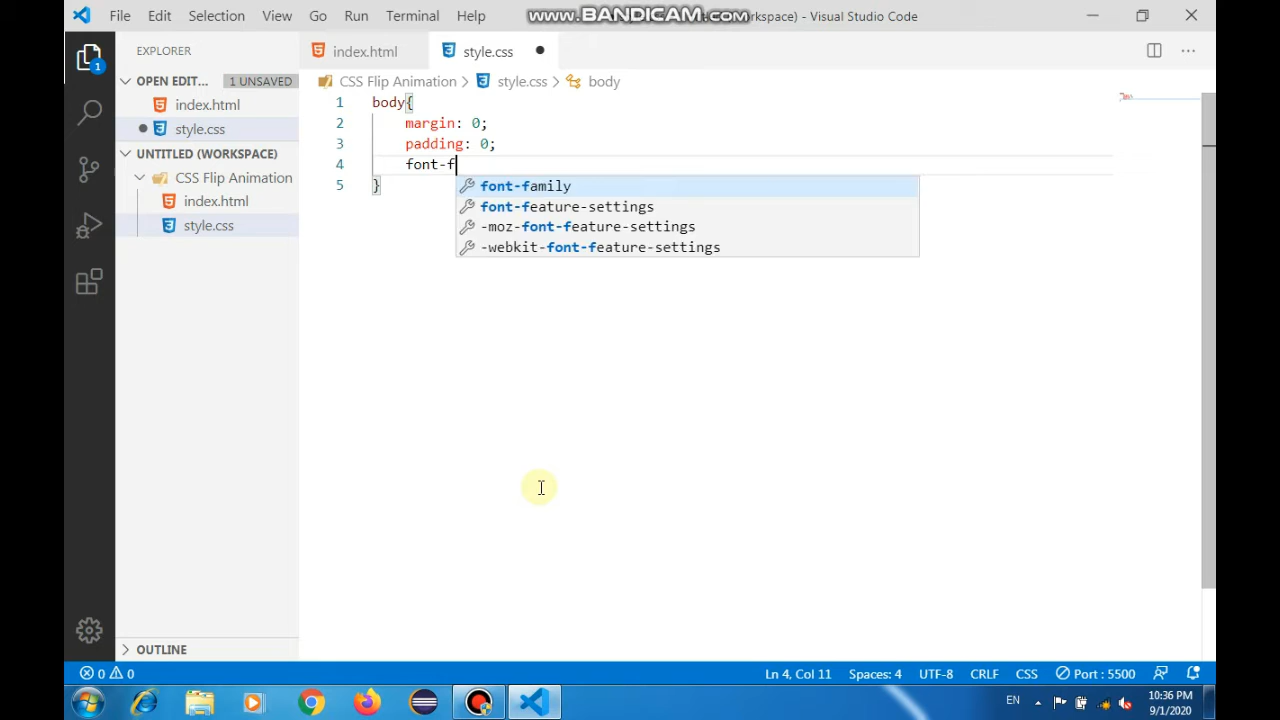 File Edit Selection View Go Run Terminal Help
www.BANDICAM.com
kspace) - Visual Studio Code
EXPLORER
index.html
style.css
OPEN EDIT... 1 UNSAVED
CSS Flip Animation > style.css > body
index.html
style.css
UNTITLED (WORKSPACE)
CSS Flip Animation
index.html
style.css
1 body{
2 margin: 0;
3 padding: 0;
4 font-f
5 }
font-family
font-feature-settings
-moz-font-feature-settings
-webkit-font-feature-settings
1
OUTLINE
0 0
Ln 4, Col 11 Spaces: 4 UTF-8 CRLF CSS Port : 5500
EN
10:36 PM
9/1/2020